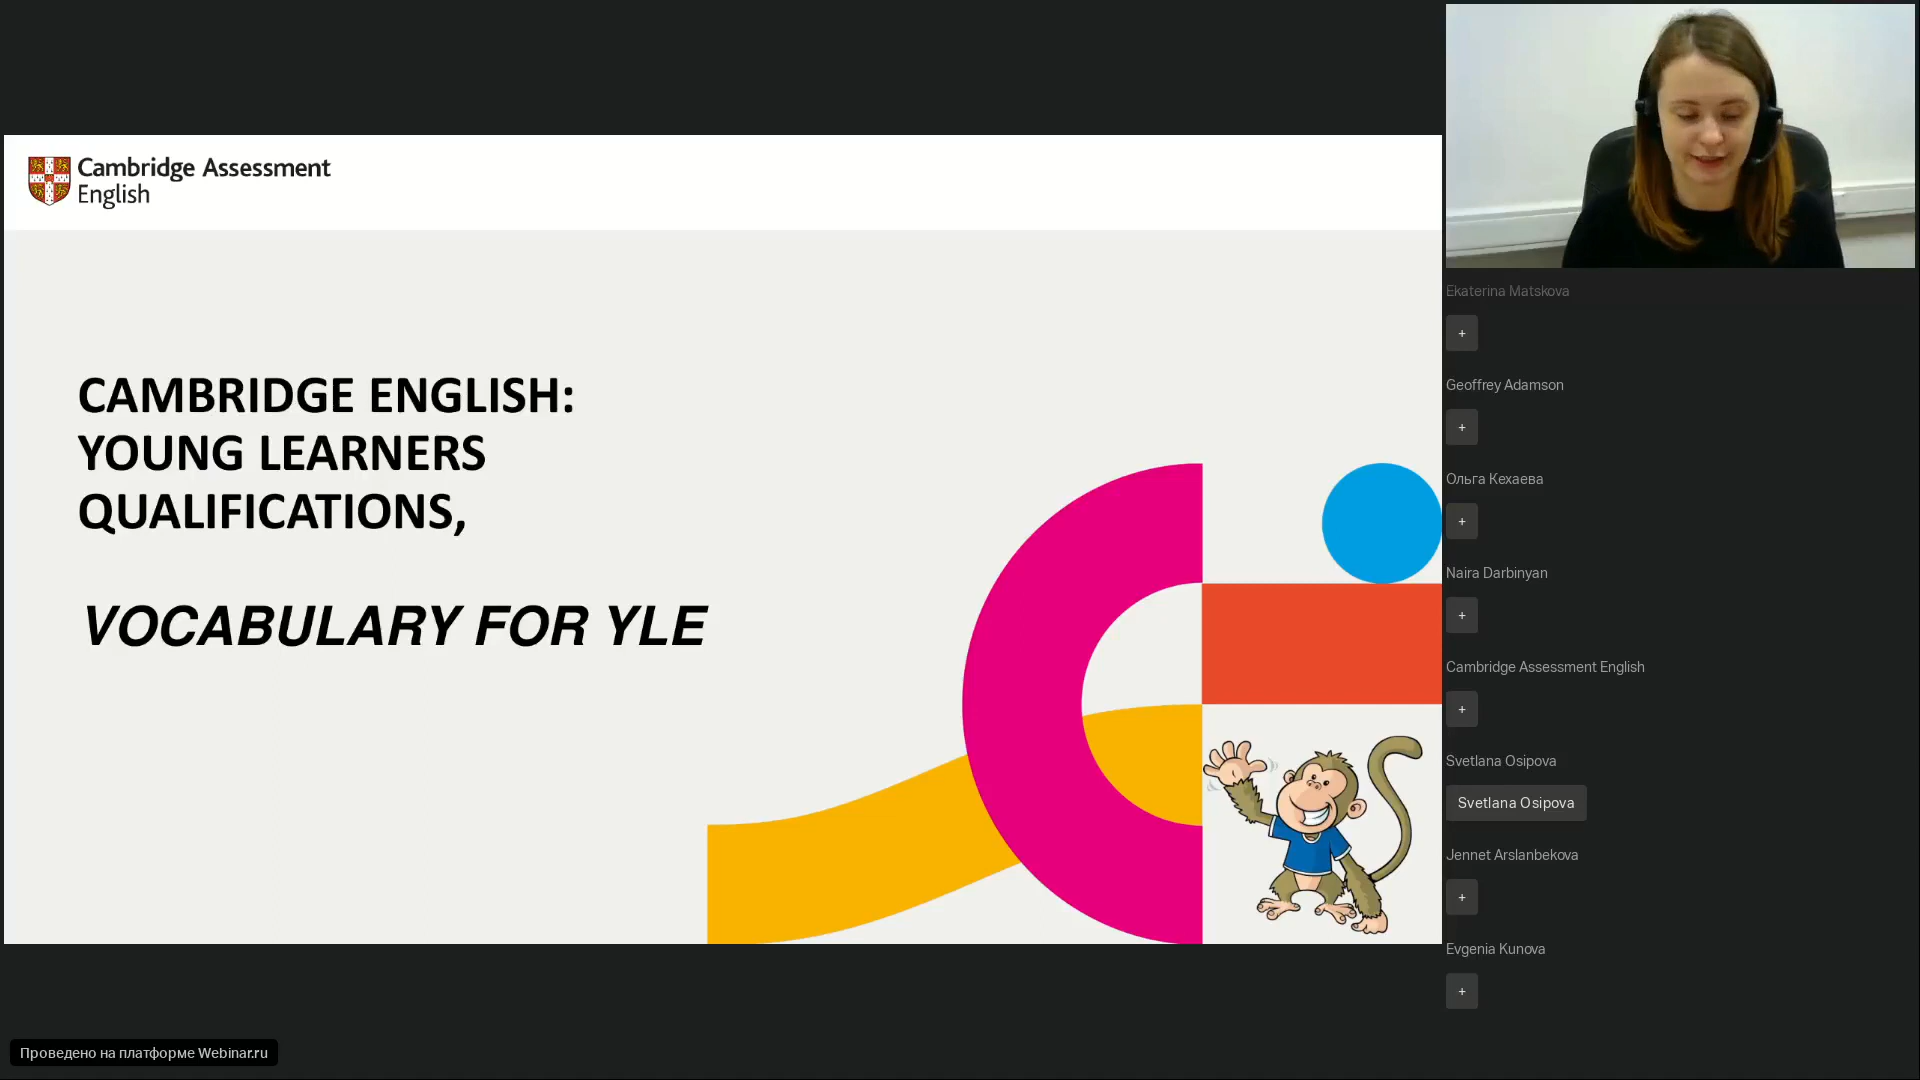 Cambridge Assessment
English
CAMBRIDGE ENGLISH:
YOUNG LEARNERS
QUALIFICATIONS,
VOCABULARY FOR YLE
Ekaterina Matskova
+
Geoffrey Adamson
+
Ольга Кехаева
+
Naira Darbinyan
+
Cambridge Assessment English
+
Svetlana Osipova
Svetlana Osipova
Jennet Arslanbekova
+
Evgenia Kunova
+
Проведено на платформе Webinar.ru